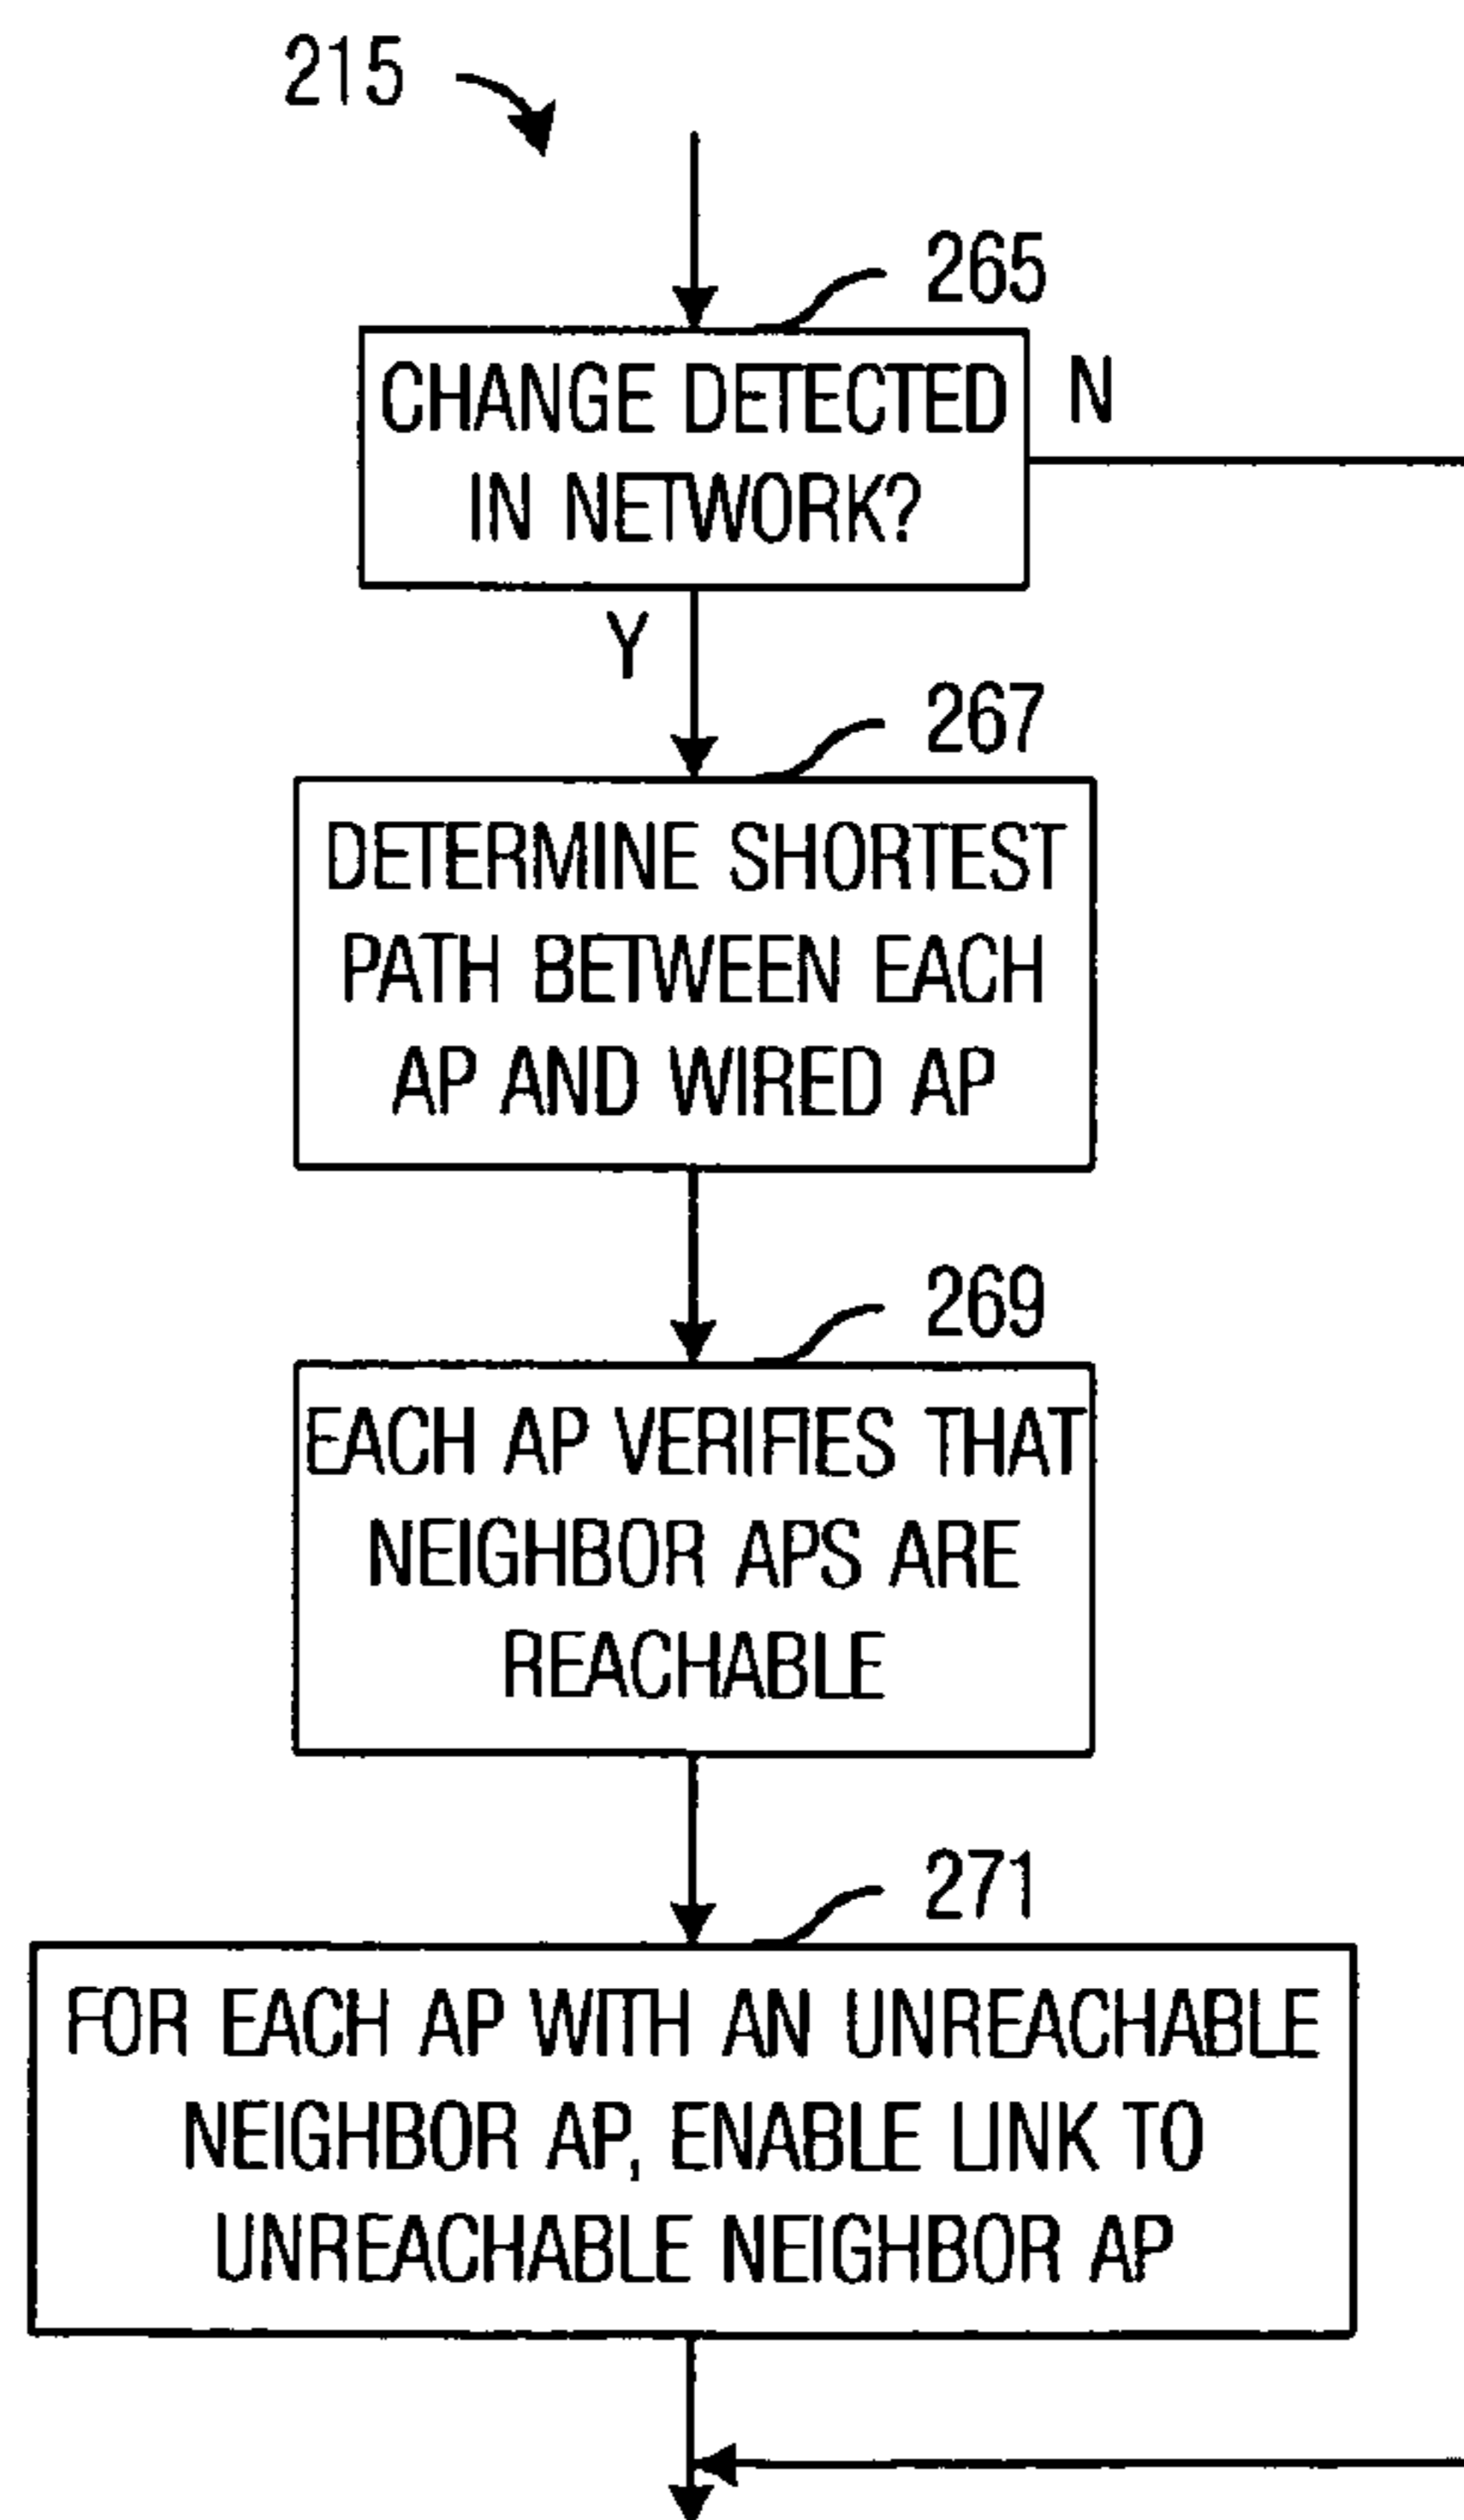 215
265
CHANGE DETECTED
IN NETWORK?
N
Y
267
DETERMINE SHORTEST
PATH BETWEEN EACH
AP AND WIRED AP
269
EACH AP VERIFIES THAT
NEIGHBOR APS ARE
REACHABLE
271
FOR EACH AP WITH AN UNREACHABLE
NEIGHBOR AP, ENABLE LINK TO
UNREACHABLE NEIGHBOR AP